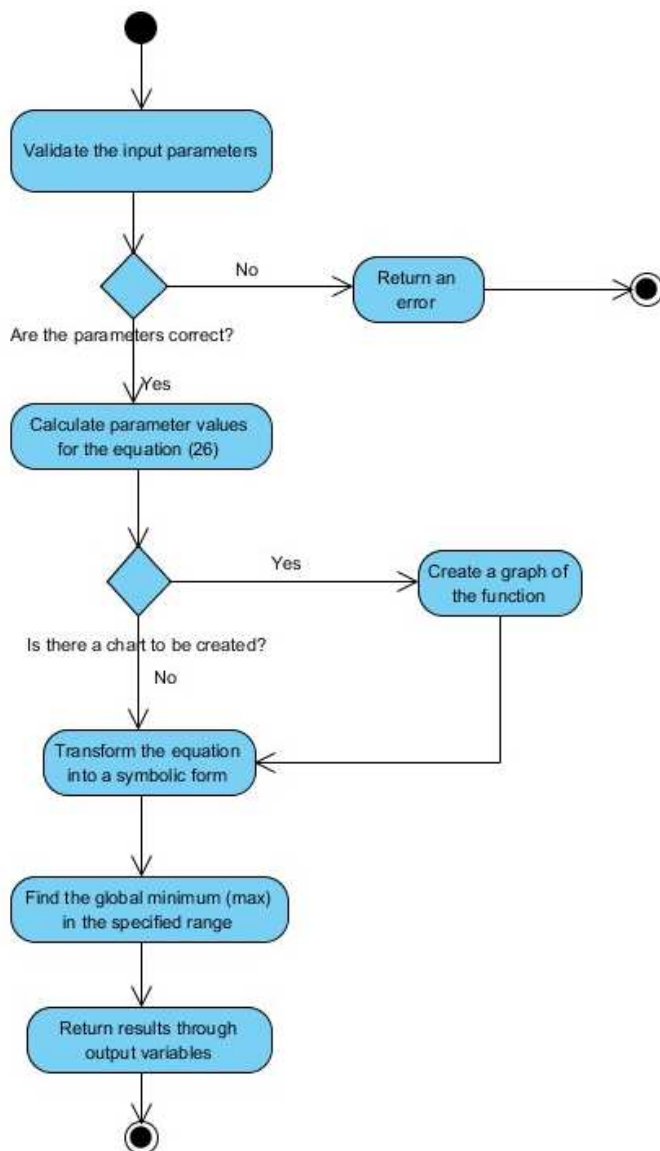 Validate the input parameters
No
Return an
error
Are the parameters correct?
Yes
Calculate parameter values
for the equation (26)
Yes
Create a graph of
the function
Is there a chart to be created?
No
Transform the equation
into a symbolic form
Find the global minimum (max)
in the specified range
Return results through
output variables